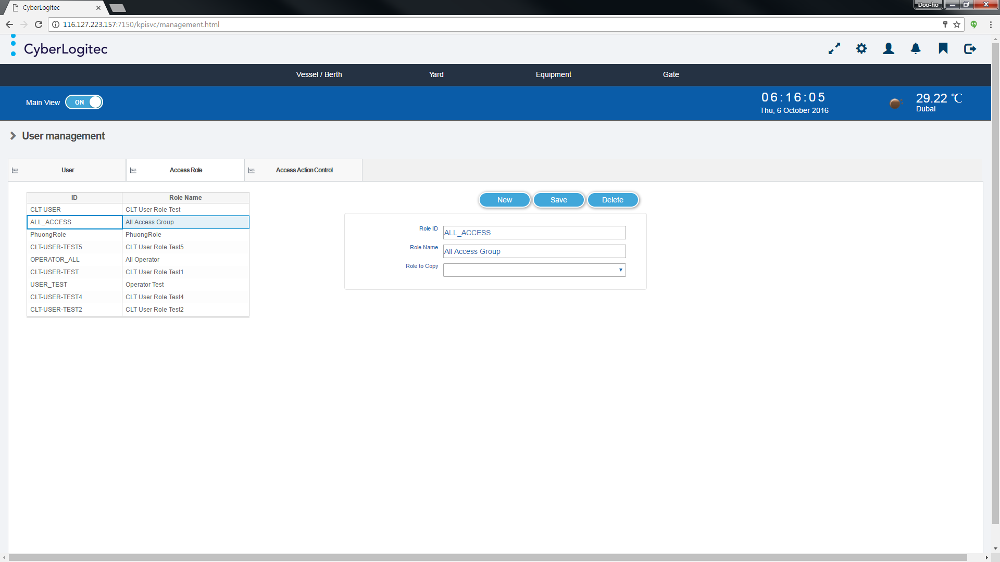 CyberLogitec
Doo-ho
116.127.223.157:7150/kpisvc/management.html
CyberLogitec
Vessel / Berth Yard Equipment Gate
Main View ON
06:16:05
Thu, 6 October 2016
29.22 ℃
Dubai
User management
User Access Role Access Action Control
ID Role Name
CLT-USER CLT User Role Test
ALL_ACCESS All Access Group
PhuongRole PhuongRole
CLT-USER-TEST5 CLT User Role Test5
OPERATOR_ALL All Operator
CLT-USER-TEST CLT User Role Test1
USER_TEST Operator Test
CLT-USER-TEST4 CLT User Role Test4
CLT-USER-TEST2 CLT User Role Test2
New Save Delete
Role ID ALL_ACCESS
Role Name All Access Group
Role to Copy